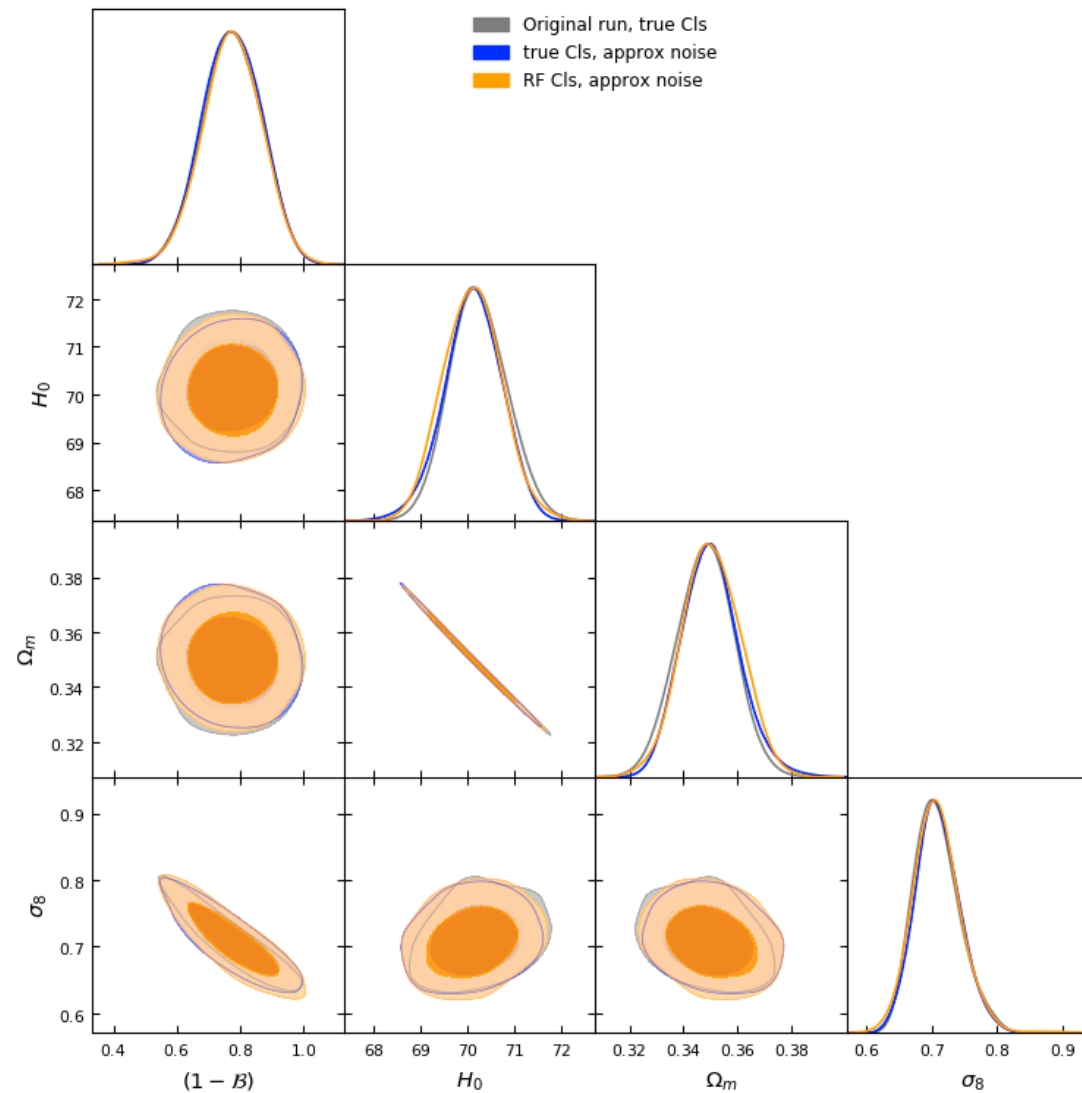 Original run, true Cls
true Cls, approx noise
RF Cls, approx noise
72
71
70
69
68
H₀
0.38
0.36
0.34
0.32
Ωₘ
0.9
0.8
0.7
0.6
σ₈
0.4 0.6 0.8 1.0
68 69 70 71 72
0.32 0.34 0.36 0.38
0.6 0.7 0.8 0.9
(1 − ℬ)
H₀
Ωₘ
σ₈